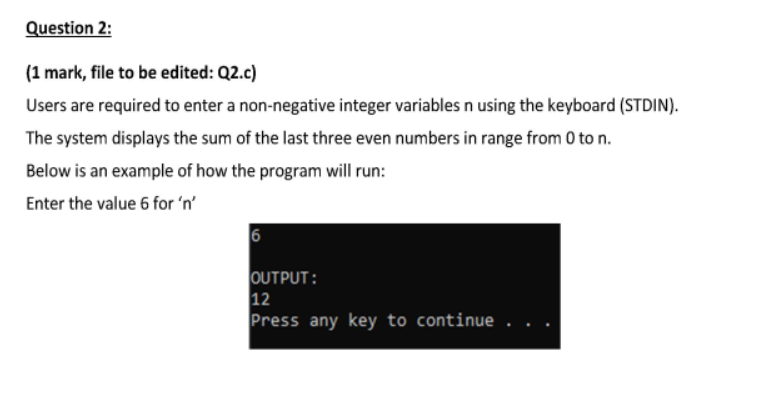 Question 2:
(1 mark, file to be edited: Q2.c)
Users are required to enter a non-negative integer variables n using the keyboard (STDIN).
The system displays the sum of the last three even numbers in range from 0 to n.
Below is an example of how the program will run:
Enter the value 6 for ‘n’
6
OUTPUT:
12
Press any key to continue . . .